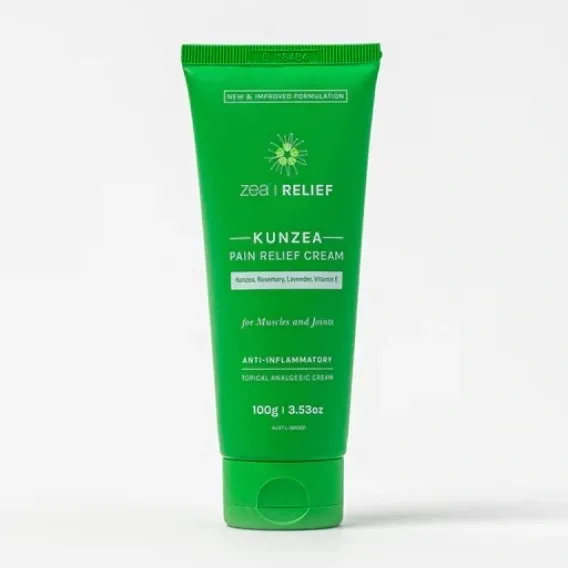 NEW & IMPROVED FORMULATION
zea | RELIEF
KUNZEA
PAIN RELIEF CREAM
Kunzea, Rosemary, Lavender, Vitamin E
for Muscles and Joints
ANTI-INFLAMMATORY
TOPICAL ANALGESIC CREAM
100g | 3.53oz